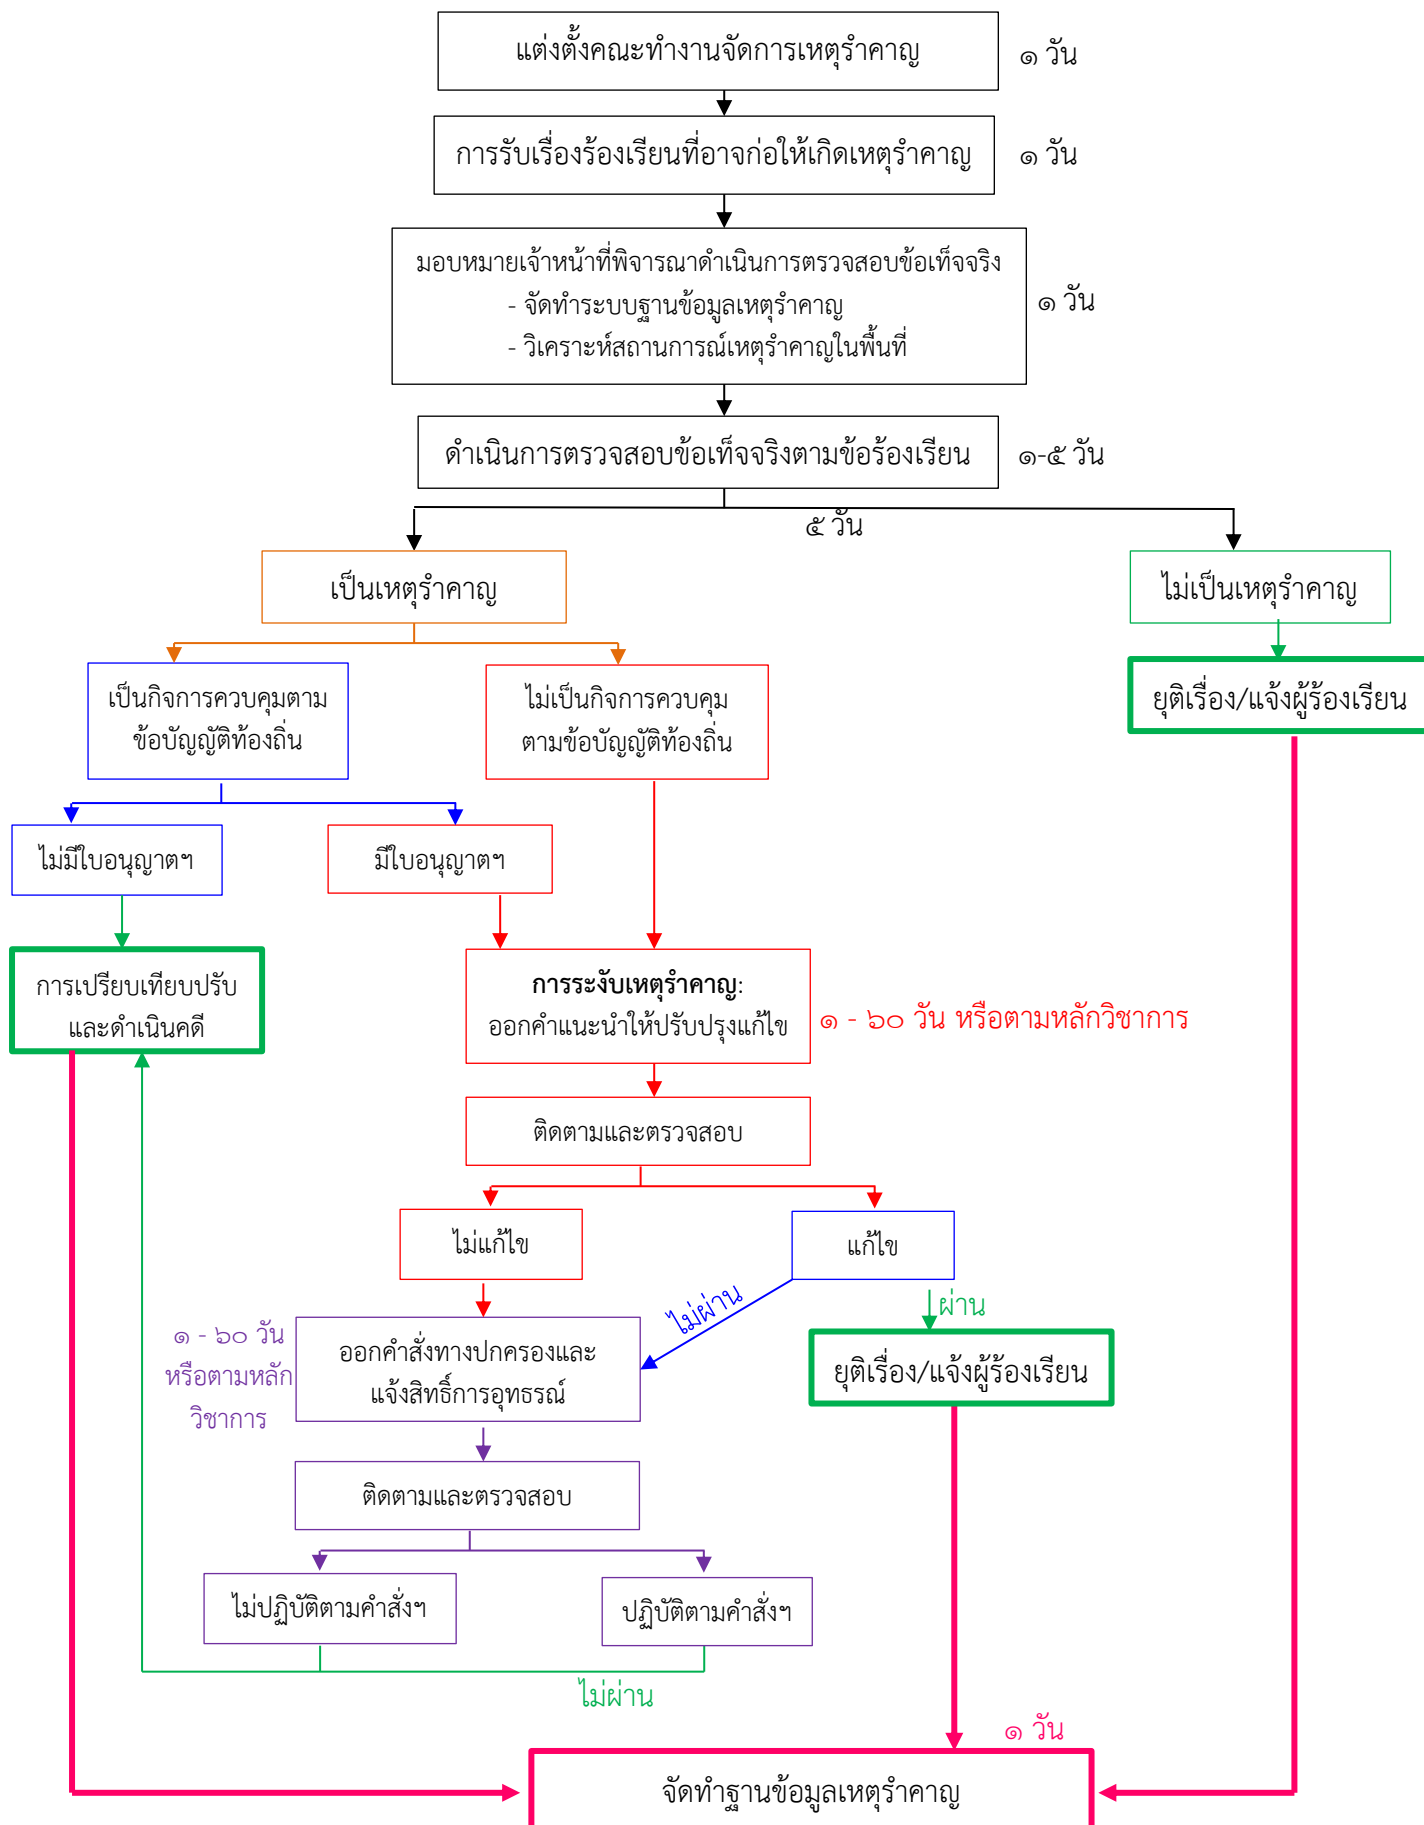 แต่งตั้งคณะทำงานจัดการเหตุรำคาญ
๑ วัน
การรับเรื่องร้องเรียนที่อาจก่อให้เกิดเหตุรำคาญ
๑ วัน
มอบหมายเจ้าหน้าที่พิจารณาดำเนินการตรวจสอบข้อเท็จจริง
- จัดทำระบบฐานข้อมูลเหตุรำคาญ
- วิเคราะห์สถานการณ์เหตุรำคาญในพื้นที่
๑ วัน
ดำเนินการตรวจสอบข้อเท็จจริงตามข้อร้องเรียน
๑-๕ วัน
๕ วัน
เป็นเหตุรำคาญ
ไม่เป็นเหตุรำคาญ
เป็นกิจการควบคุมตาม
ข้อบัญญัติท้องถิ่น
ไม่เป็นกิจการควบคุม
ตามข้อบัญญัติท้องถิ่น
ยุติเรื่อง/แจ้งผู้ร้องเรียน
ไม่มีใบอนุญาตฯ
มีใบอนุญาตฯ
การเปรียบเทียบปรับ
และดำเนินคดี
การระงับเหตุรำคาญ:
ออกคำแนะนำให้ปรับปรุงแก้ไข
๑ - ๖๐ วัน หรือตามหลักวิชาการ
ติดตามและตรวจสอบ
ไม่แก้ไข
แก้ไข
ไม่ผ่าน
ผ่าน
๑ - ๖๐ วัน
หรือตามหลัก
วิชาการ
ออกคำสั่งทางปกครองและ
แจ้งสิทธิ์การอุทธรณ์
ยุติเรื่อง/แจ้งผู้ร้องเรียน
ติดตามและตรวจสอบ
ไม่ปฏิบัติตามคำสั่งฯ
ปฏิบัติตามคำสั่งฯ
ไม่ผ่าน
๑ วัน
จัดทำฐานข้อมูลเหตุรำคาญ